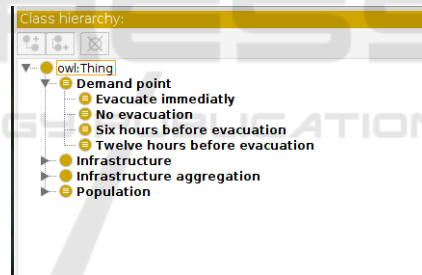 Class hierarchy:
owl:Thing
Demand point
Evacuate immediatly
No evacuation
Six hours before evacuation
Twelve hours before evacuation
Infrastructure
Infrastructure aggregation
Population